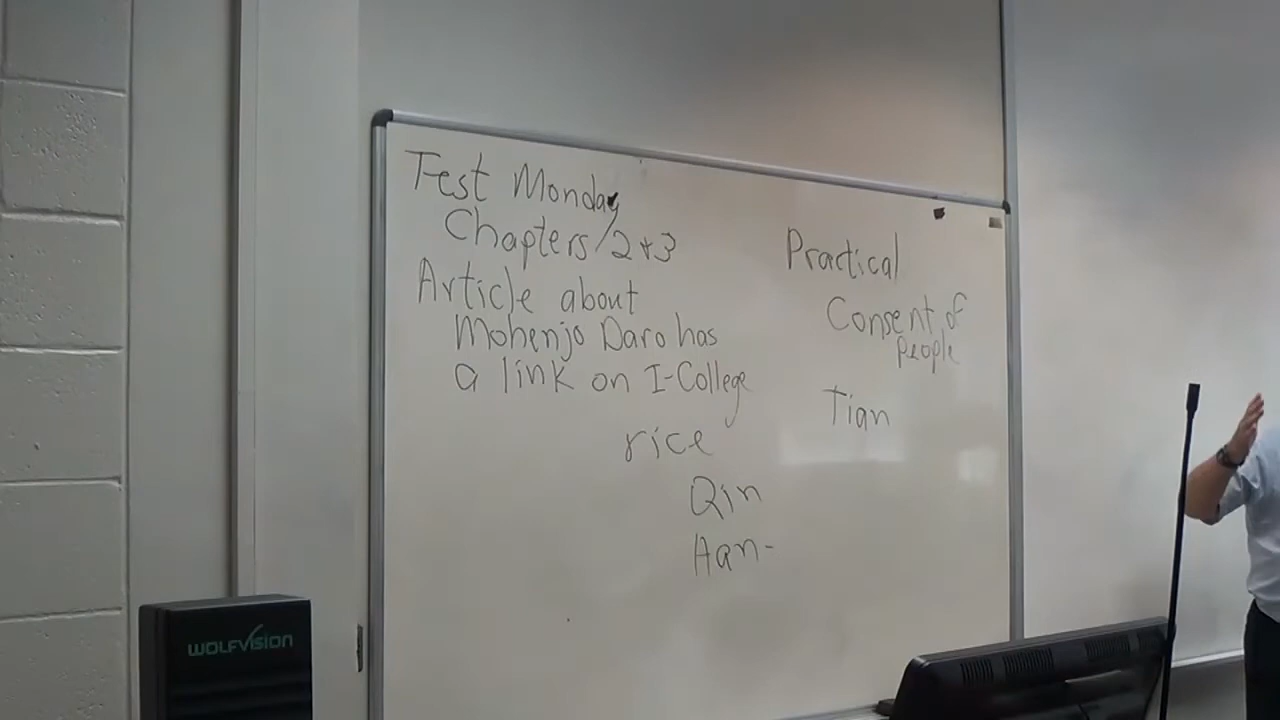 Test Monday
Chapters / 2 + 3
Article about
Mohenjo Daro has
a link on I-College
rice
Qin
Han-
Practical
Consent of
people
Tian
WOLFVISION